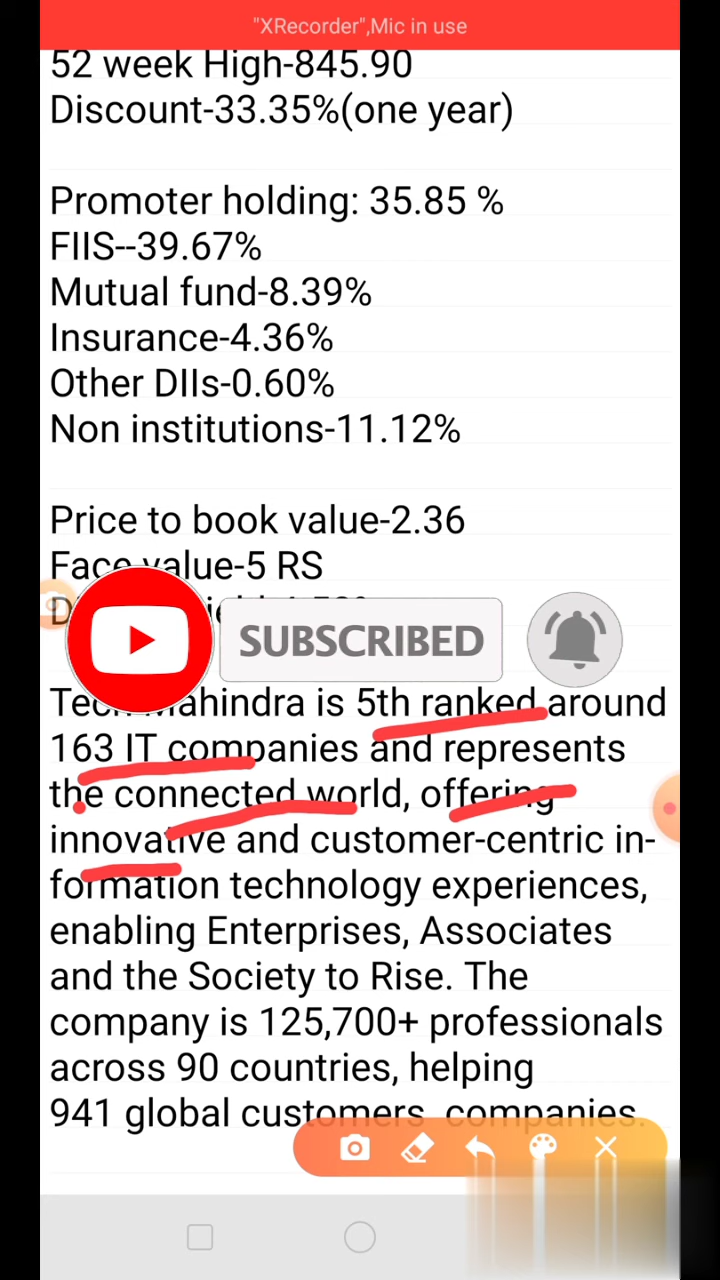 "XRecorder",Mic in use
52 week High-845.90
Discount-33.35%(one year)
Promoter holding: 35.85 %
FIIS--39.67%
Mutual fund-8.39%
Insurance-4.36%
Other DIIs-0.60%
Non institutions-11.12%
Price to book value-2.36
Face value-5 RS
SUBSCRIBED
Tech Mahindra is 5th ranked around
163 IT companies and represents
the connected world, offering
innovative and customer-centric in-
formation technology experiences,
enabling Enterprises, Associates
and the Society to Rise. The
company is 125,700+ professionals
across 90 countries, helping
941 global customers, companies.